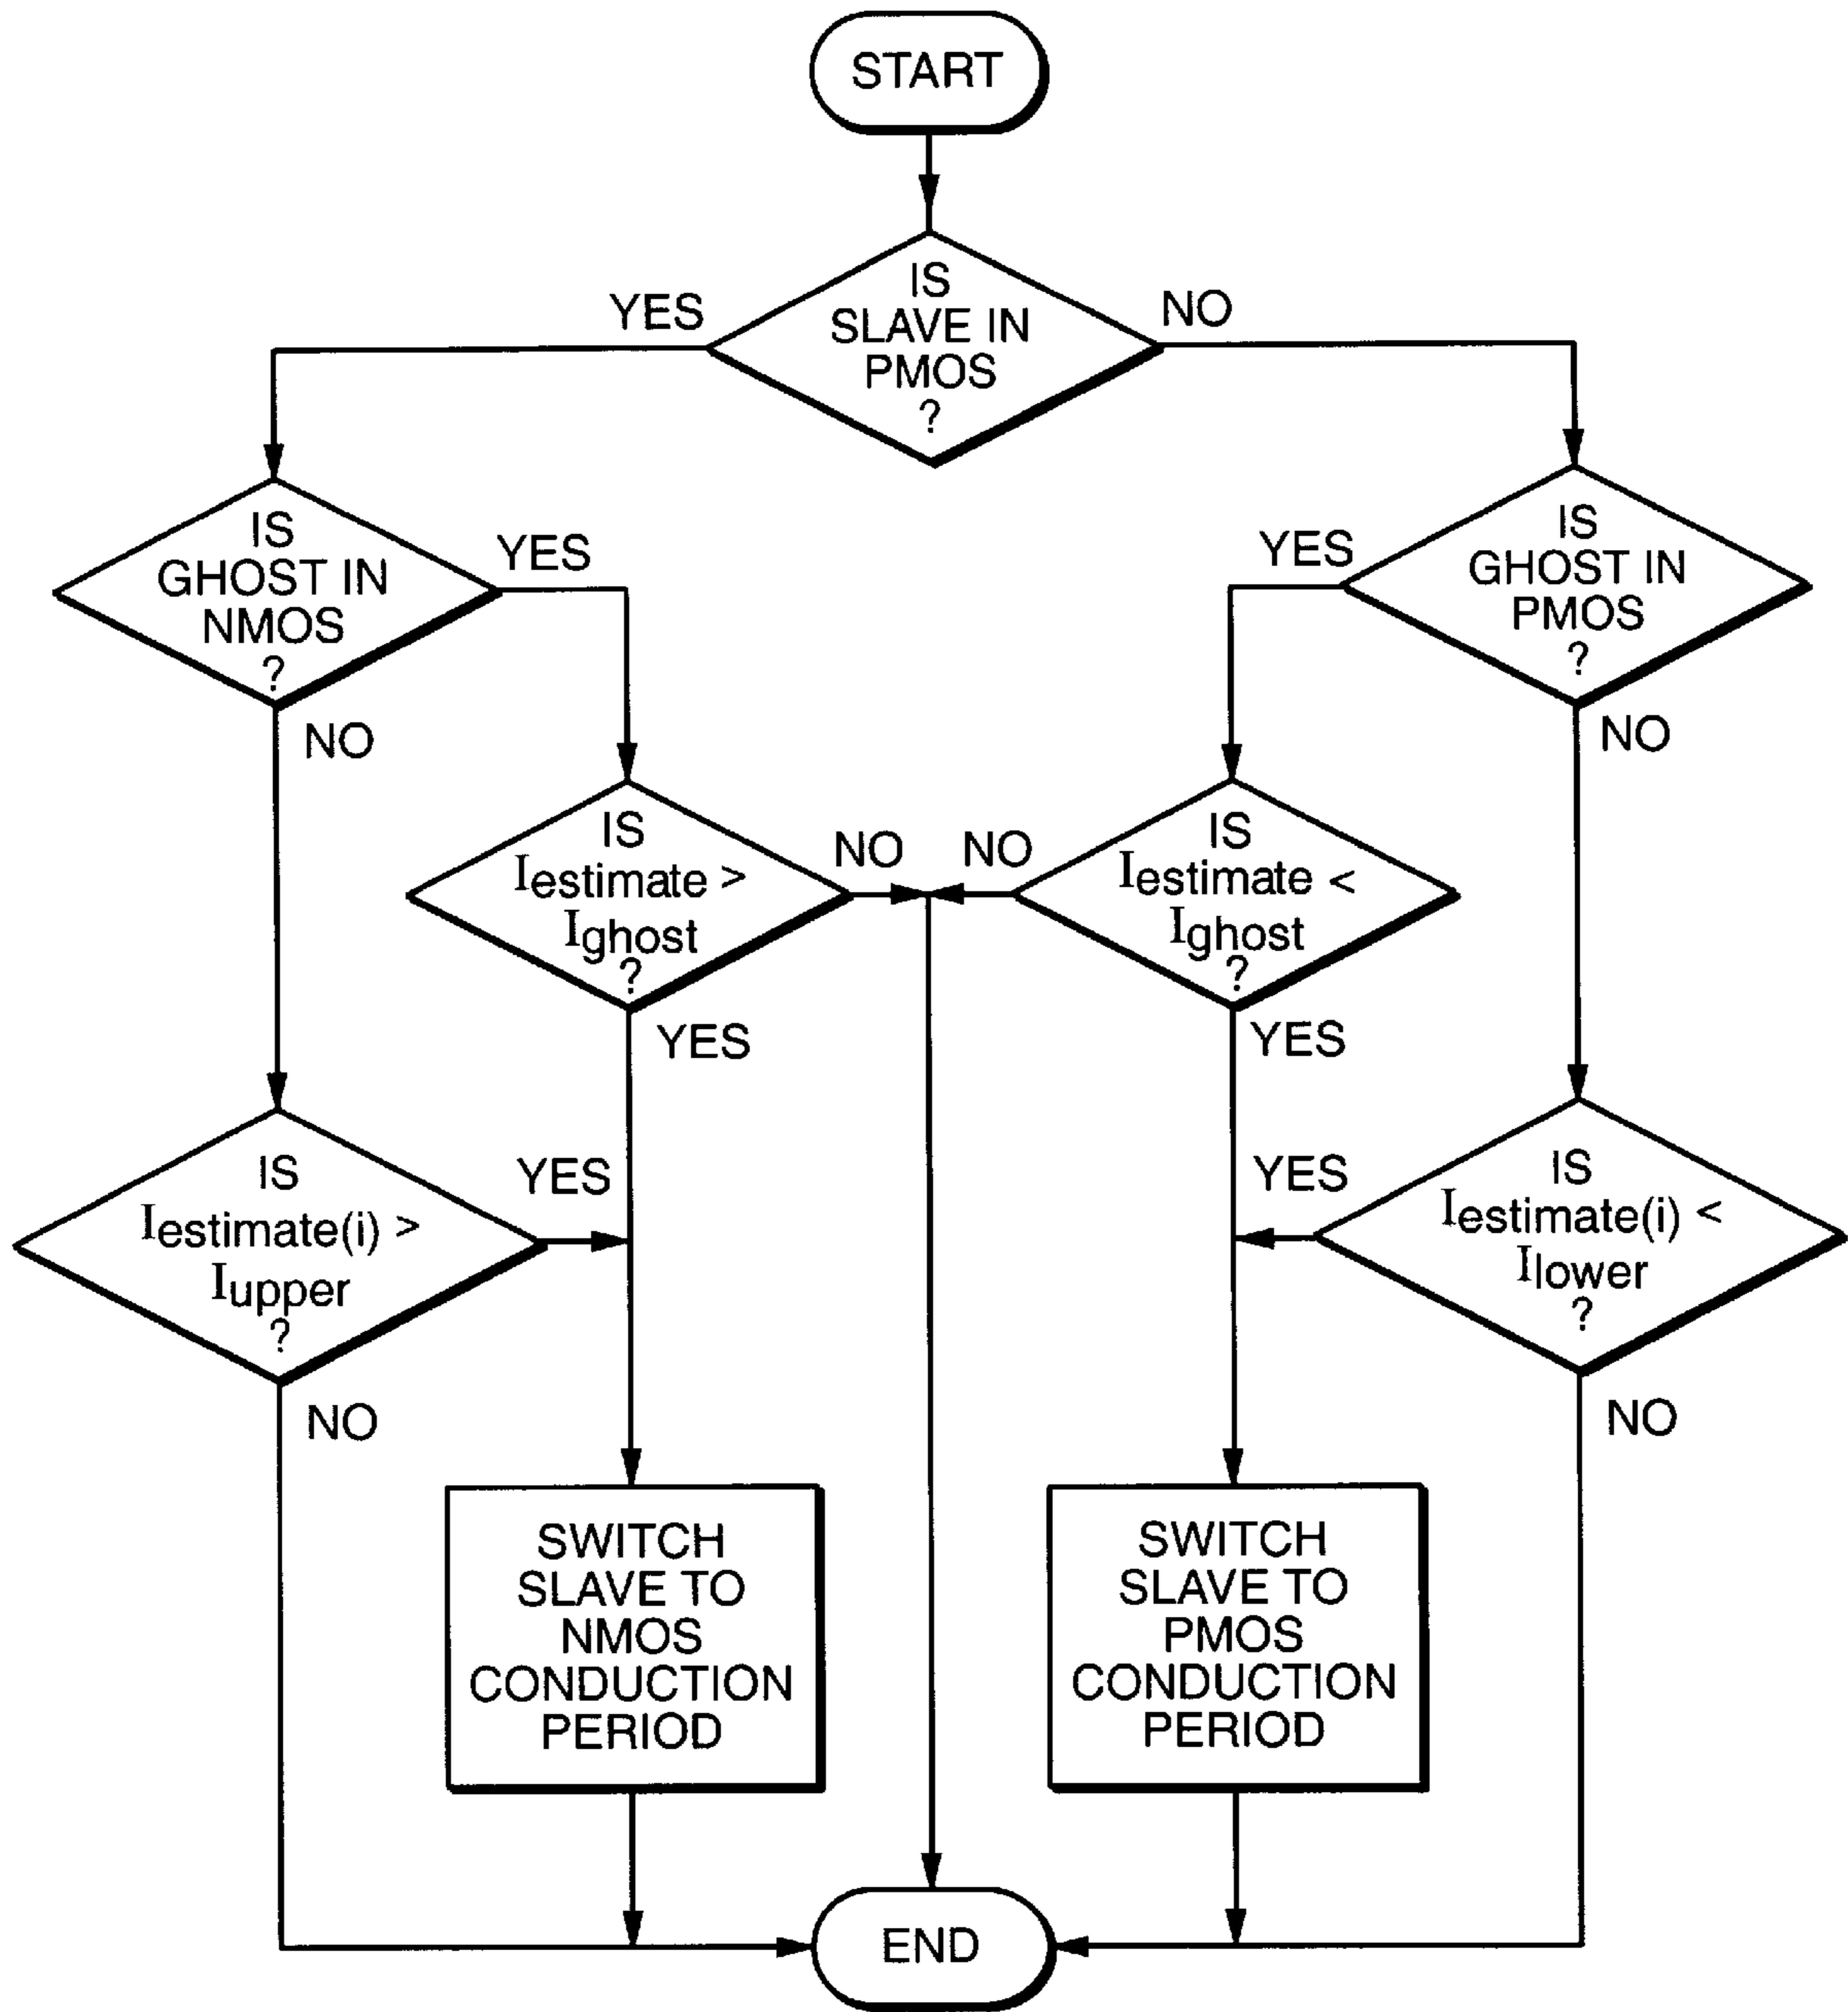 START
IS
SLAVE IN
PMOS
?
YES
NO
IS
GHOST IN
NMOS
?
YES
NO
IS
GHOST IN
PMOS
?
YES
NO
IS
Iestimate >
Ighost
?
NO
YES
IS
Iestimate <
Ighost
?
NO
YES
IS
Iestimate(i) >
Iupper
?
YES
NO
IS
Iestimate(i) <
Ilower
?
YES
NO
SWITCH
SLAVE TO
NMOS
CONDUCTION
PERIOD
SWITCH
SLAVE TO
PMOS
CONDUCTION
PERIOD
END